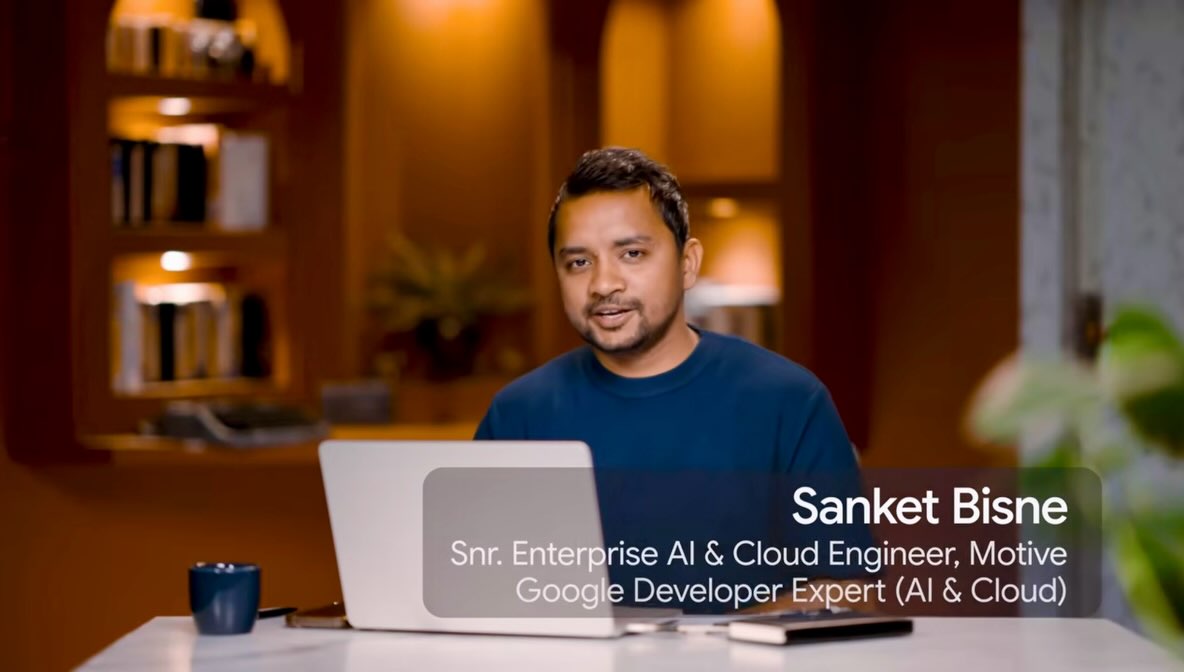 Sanket Bisne
Snr. Enterprise AI & Cloud Engineer, Motive
Google Developer Expert (AI & Cloud)